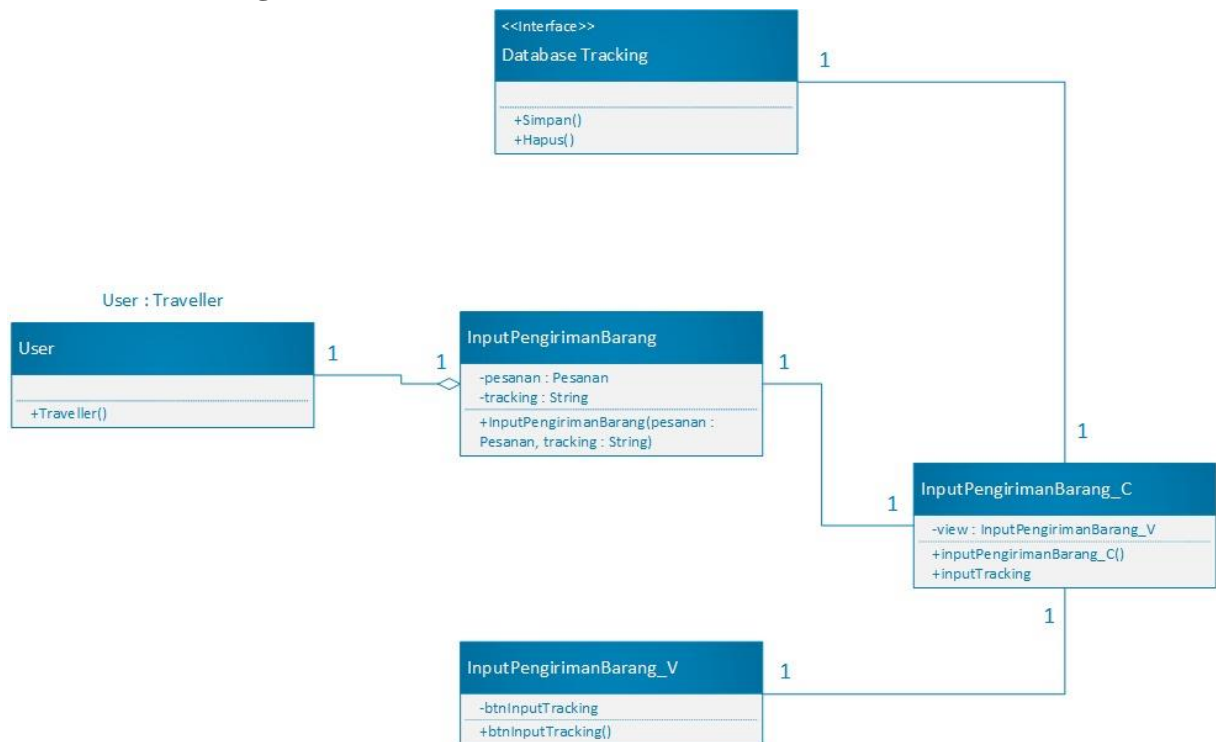 <<Interface>>
Database Tracking
1
+Simpan()
+Hapus()
User : Traveller
User
1
+Traveller()
InputPengirimanBarang
1
1
-pesanan : Pesanan
-tracking : String
+InputPengirimanBarang(pesanan :
Pesanan, tracking : String)
1
InputPengirimanBarang_C
1
-view : InputPengirimanBarang_V
+inputPengirimanBarang_C()
+inputTracking
1
InputPengirimanBarang_V
1
-btnInputTracking
+btnInputTracking()